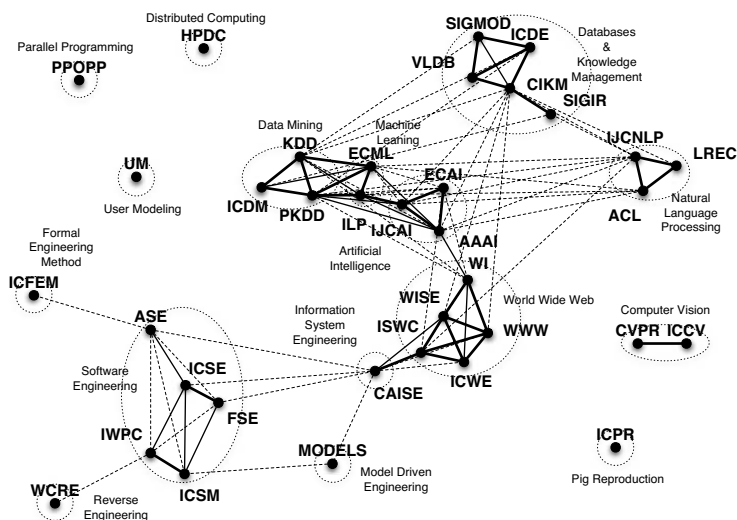 Distributed Computing
HPDC
Parallel Programming
PPOPP
SIGMOD
ICDE
Databases
&
Knowledge
Management
VLDB
CIKM
SIGIR
Data Mining
KDD
Machine
Leaning
ECML
IJCNLP
LREC
UM
User Modeling
ECAI
ICDM
PKDD
ILP
IJCAI
ACL
Natural
Language
Processing
Artificial
Intelligence
AAAI
WI
Formal
Engineering
Method
ICFEM
ASE
Information
System
Engineering
WISE
World Wide Web
ISWC
WWW
Computer Vision
CVPR
ICCV
Software
Engineering
ICSE
FSE
CAISE
ICWE
IWPC
ICSM
MODELS
Model Driven
Engineering
ICPR
Pig Reproduction
WCRE
Reverse
Engineering